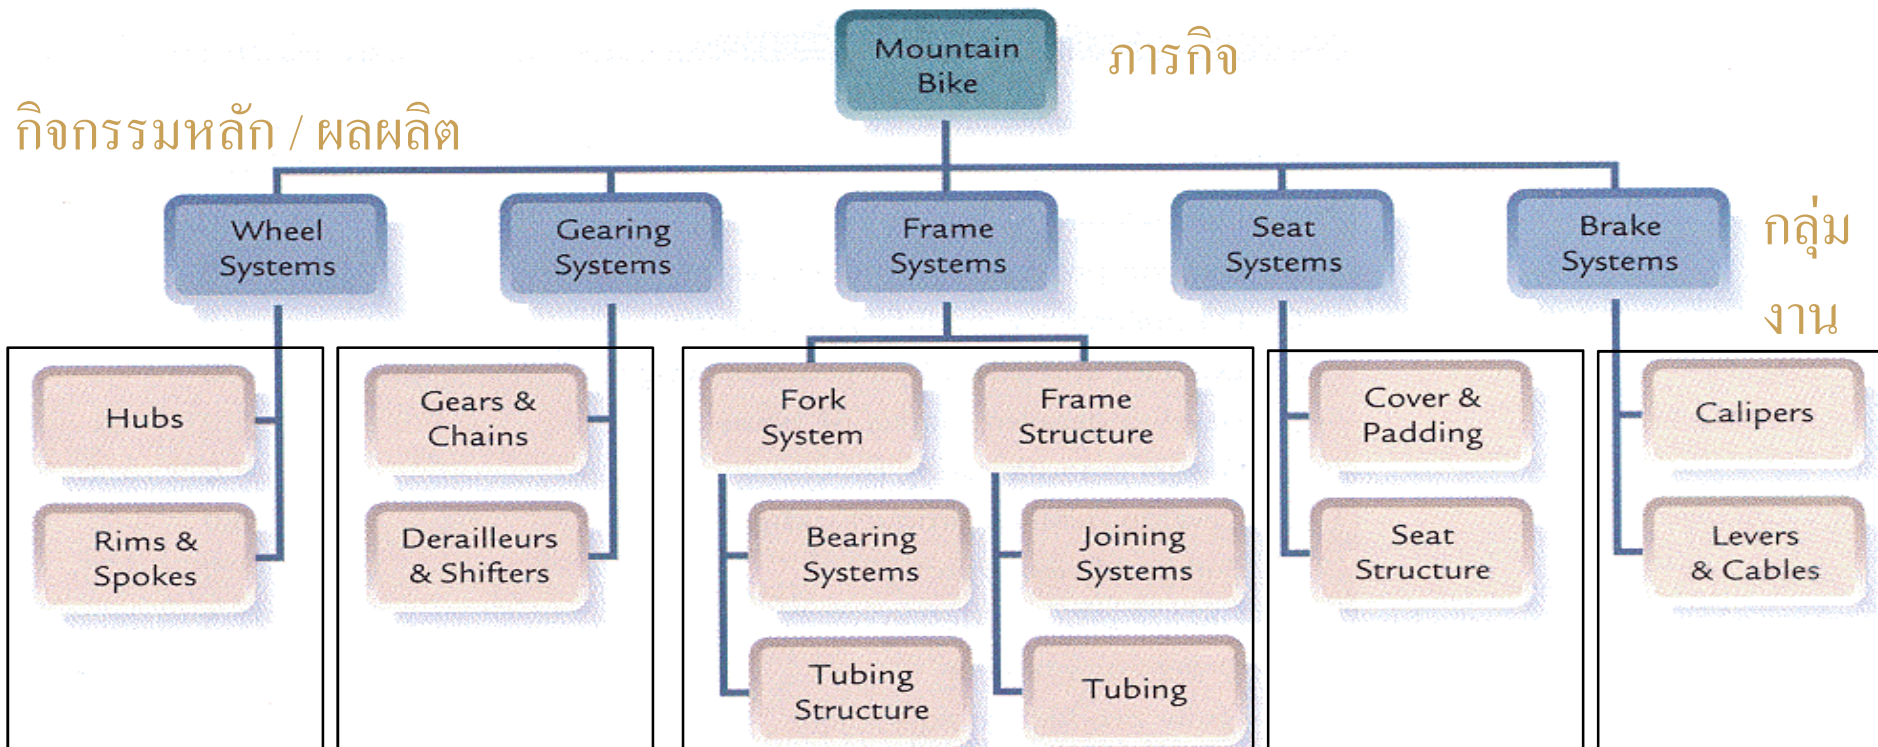 Mountain
Bike
ภารกิจ
กิจกรรมหลัก / ผลผลิต
Wheel
Systems
Gearing
Systems
Frame
Systems
Seat
Systems
Brake
Systems
กลุ่ม
งาน
Hubs
Rims &
Spokes
Gears &
Chains
Derailleurs
& Shifters
Fork
System
Bearing
Systems
Tubing
Structure
Frame
Structure
Joining
Systems
Tubing
Cover &
Padding
Seat
Structure
Calipers
Levers
& Cables